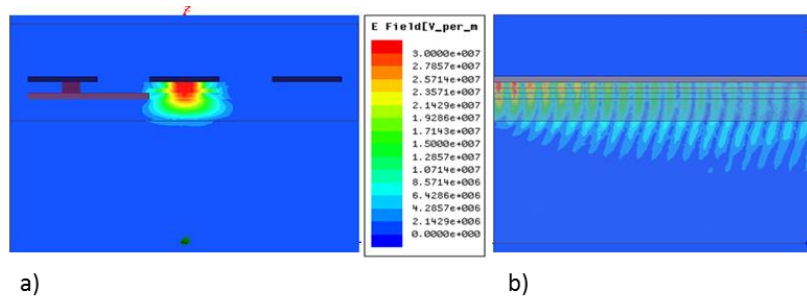 Z
E Field[V_per_m
3.0000e+007
2.7857e+007
2.5714e+007
2.3571e+007
2.1429e+007
1.9286e+007
1.7143e+007
1.5000e+007
1.2857e+007
1.0714e+007
8.5714e+006
6.4286e+006
4.2857e+006
2.1429e+006
0.0000e+000
a)
b)